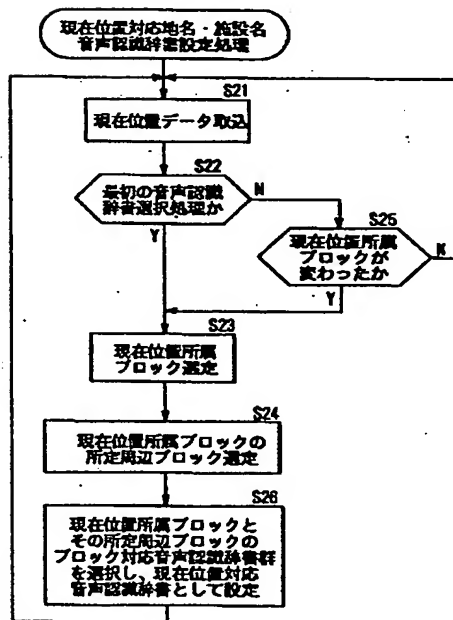 現在位置対応地名・施設名
音声認識辞書設定処理
S21
現在位置データ取込
S22
最初の音声認識
辞書選択処理か
N
Y
S25
現在位置所属
ブロックが
変わったか
N
Y
S23
現在位置所属
ブロック選定
S24
現在位置所属ブロックの
所定周辺ブロック選定
S26
現在位置所属ブロックと
その所定周辺ブロックの
ブロック対応音声認識辞書群
を選択し、現在位置対応
音声認識辞書として設定